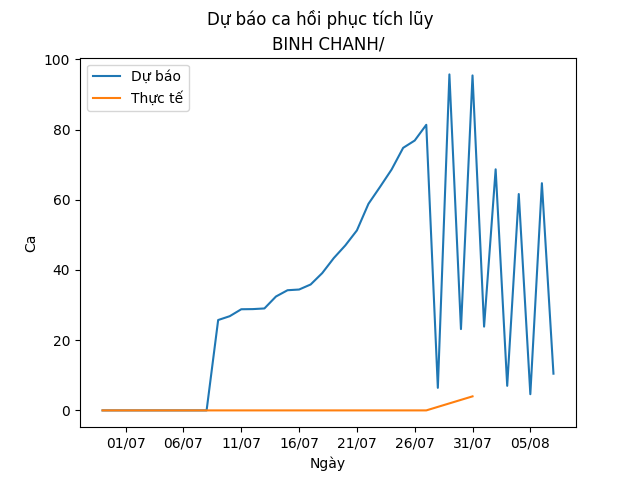 Dự báo ca hồi phục tích lũy
BINH CHANH/
Dự báo
Thực tế
Ca
100
80
60
40
20
0
01/07 06/07 11/07 16/07 21/07 26/07 31/07 05/08
Ngày